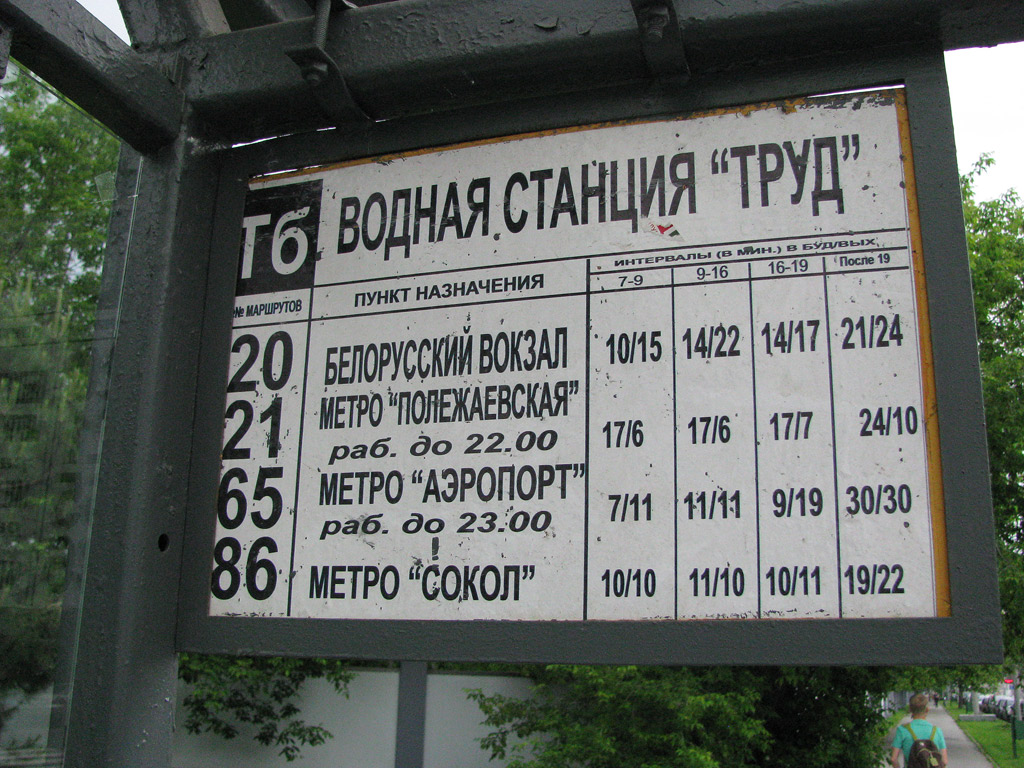 Тб ВОДНАЯ СТАНЦИЯ "ТРУД"
№ МАРШРУТОВ ПУНКТ НАЗНАЧЕНИЯ ИНТЕРВАЛЫ (В МИН.) В БУД/ВЫХ
7-9 9-16 16-19 После 19
20 БЕЛОРУССКИЙ ВОКЗАЛ 10/15 14/22 14/17 21/24
21 МЕТРО "ПОЛЕЖАЕВСКАЯ" 17/6 17/6 17/7 24/10
раб. до 22.00
65 МЕТРО "АЭРОПОРТ" 7/11 11/11 9/19 30/30
раб. до 23.00
86 МЕТРО "СОКОЛ" 10/10 11/10 10/11 19/22